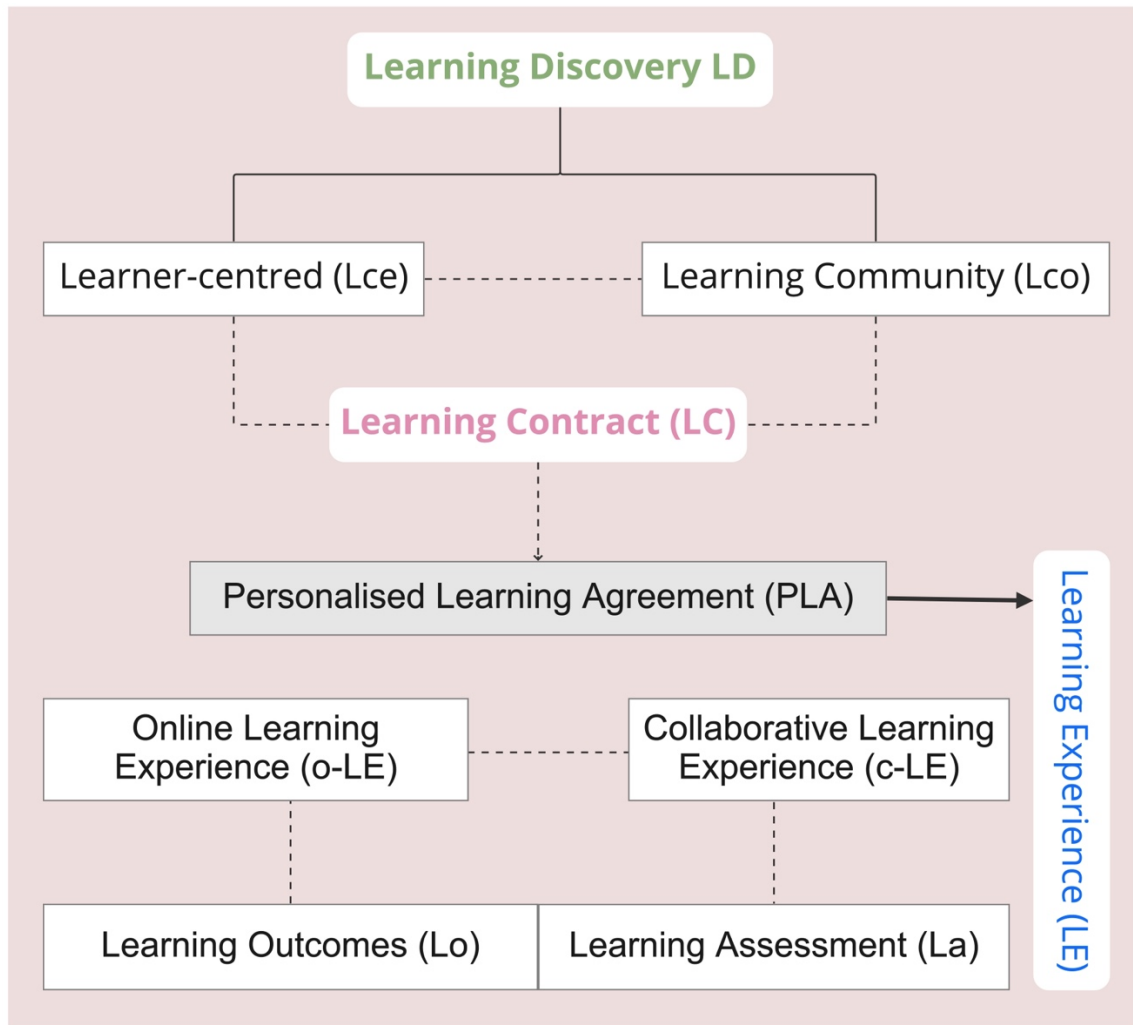 Learning Discovery LD
Learner-centred (Lce)
Learning Community (Lco)
Learning Contract (LC)
Personalised Learning Agreement (PLA)
Learning Experience (LE)
Online Learning
Experience (o-LE)
Collaborative Learning
Experience (c-LE)
Learning Outcomes (Lo)
Learning Assessment (La)